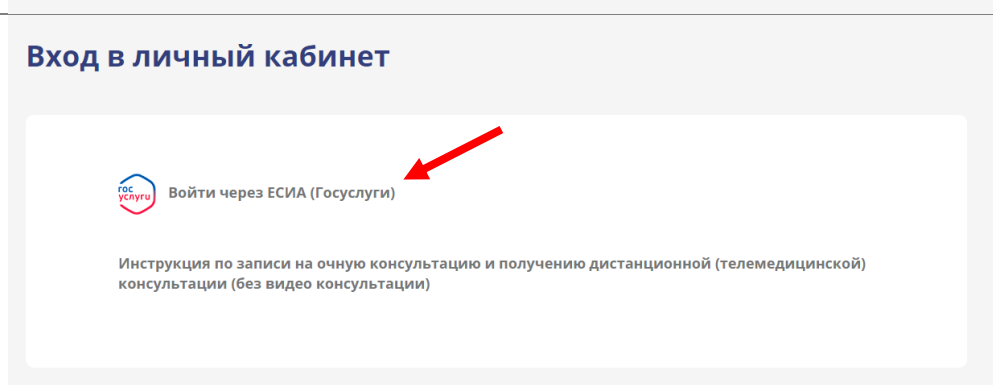 Вход в личный кабинет
гос
услуги
Войти через ЕСИА (Госуслуги)
Инструкция по записи на очную консультацию и получению дистанционной (телемедицинской)
консультации (без видео консультации)